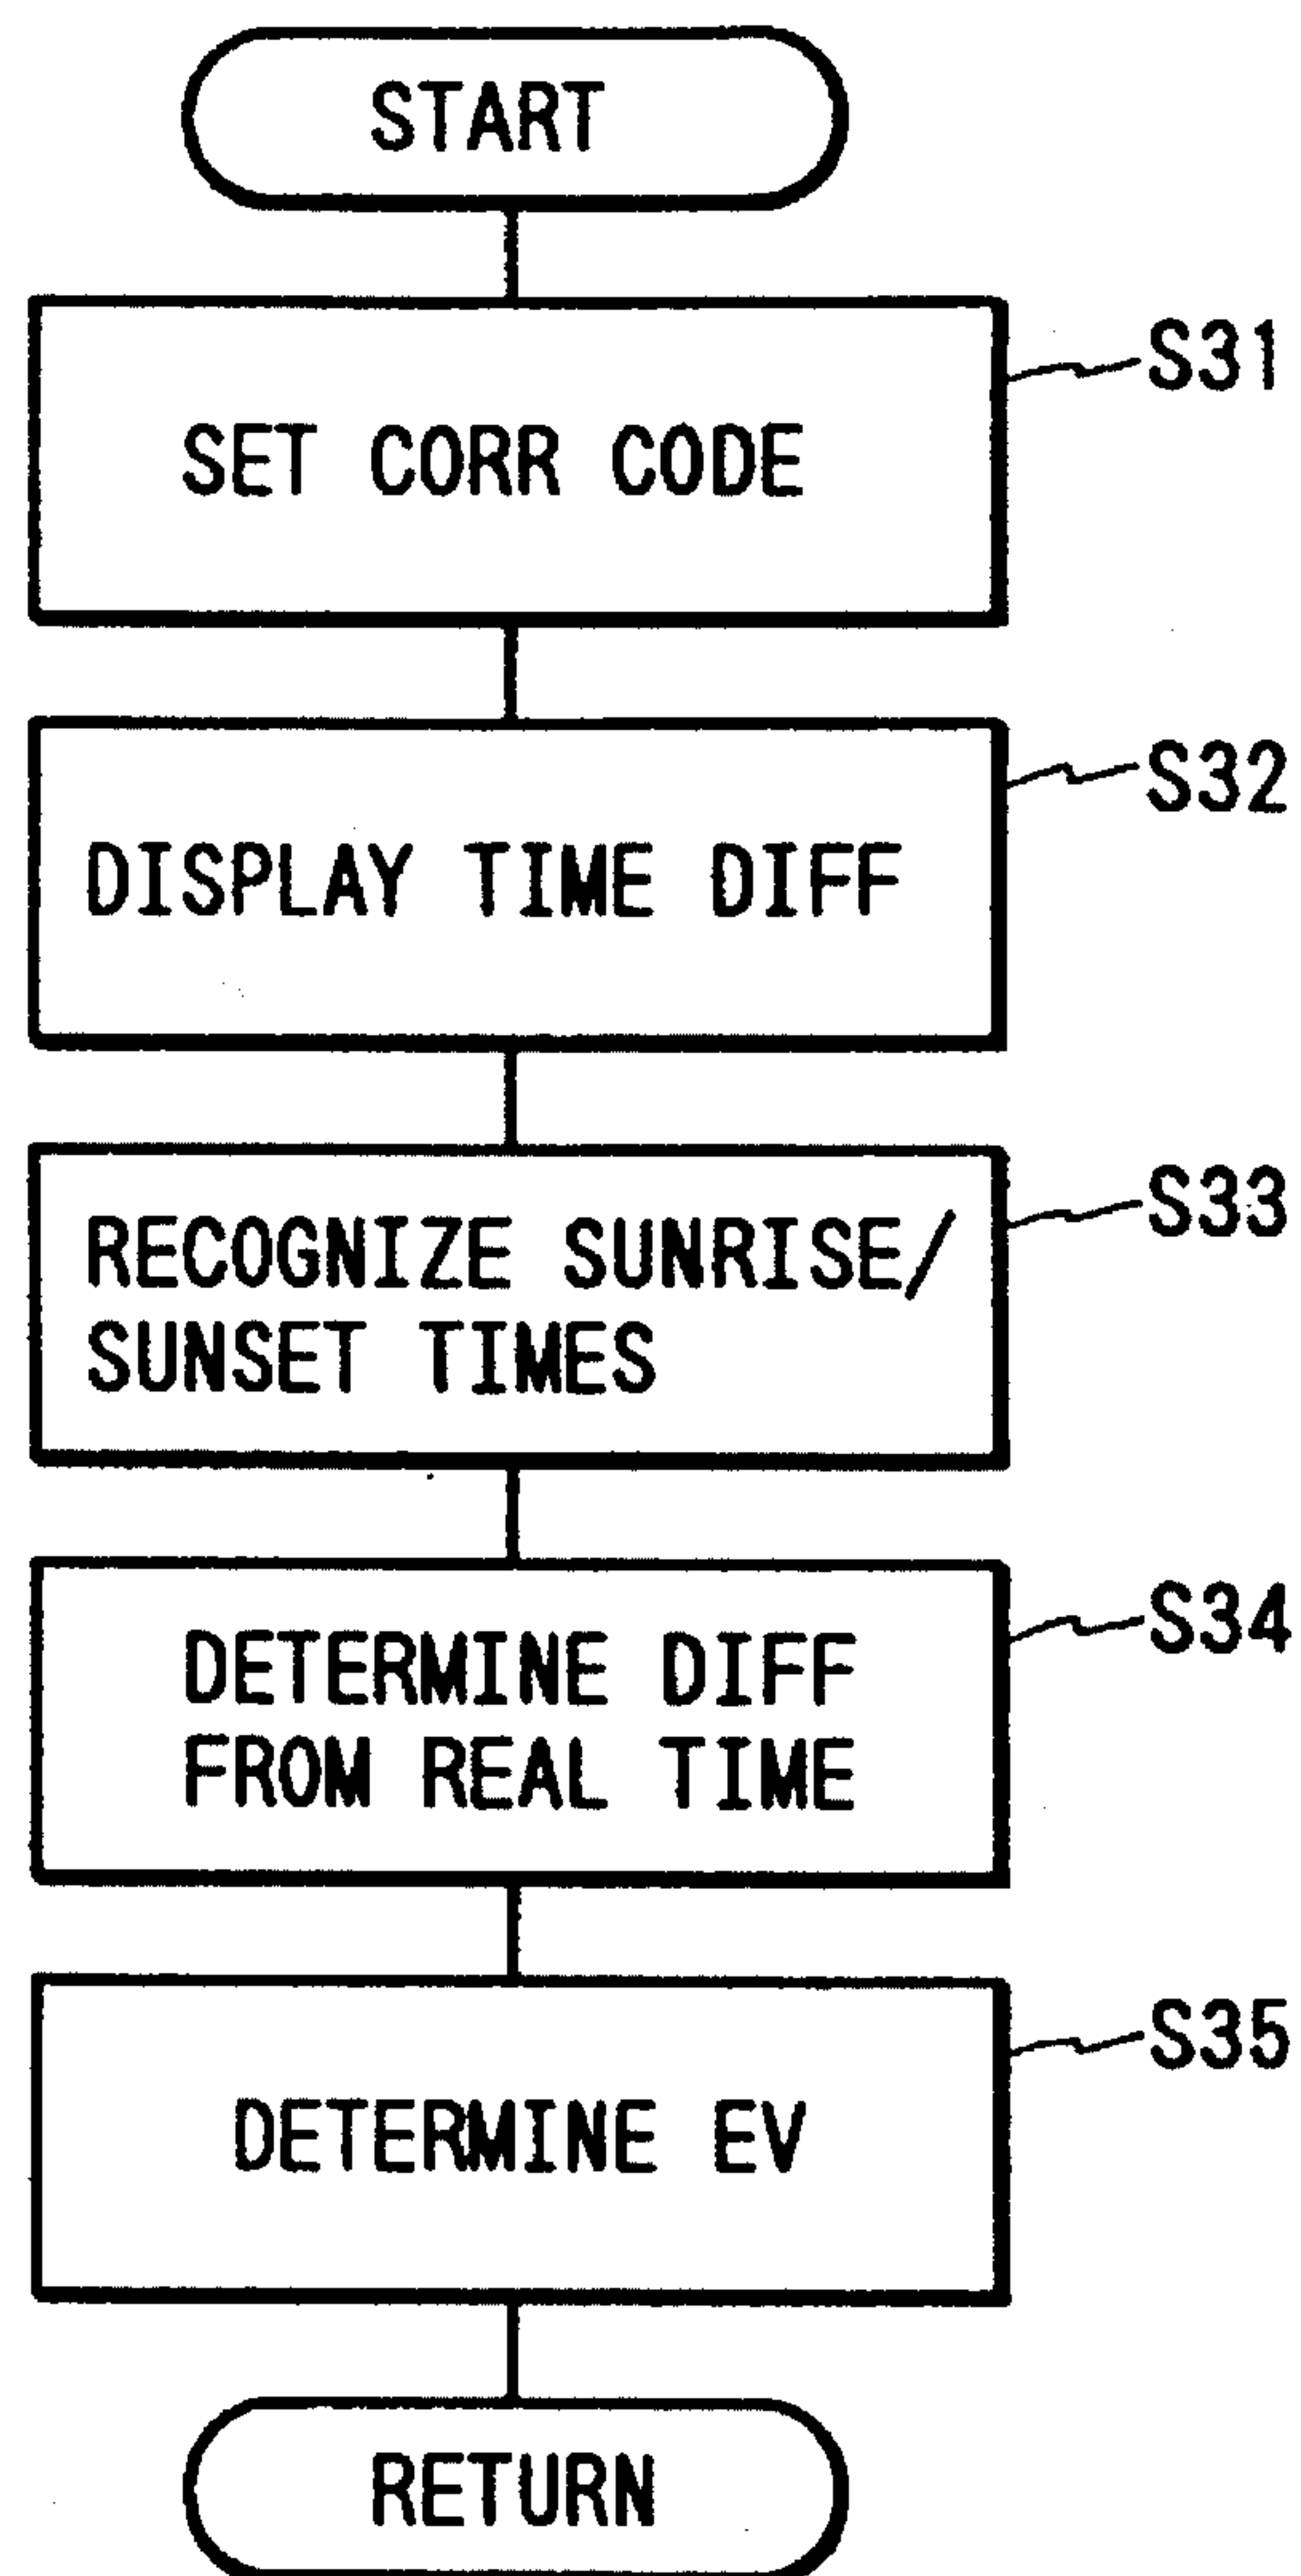 START
S31
SET CORR CODE
S32
DISPLAY TIME DIFF
S33
RECOGNIZE SUNRISE/
SUNSET TIMES
S34
DETERMINE DIFF
FROM REAL TIME
S35
DETERMINE EV
RETURN